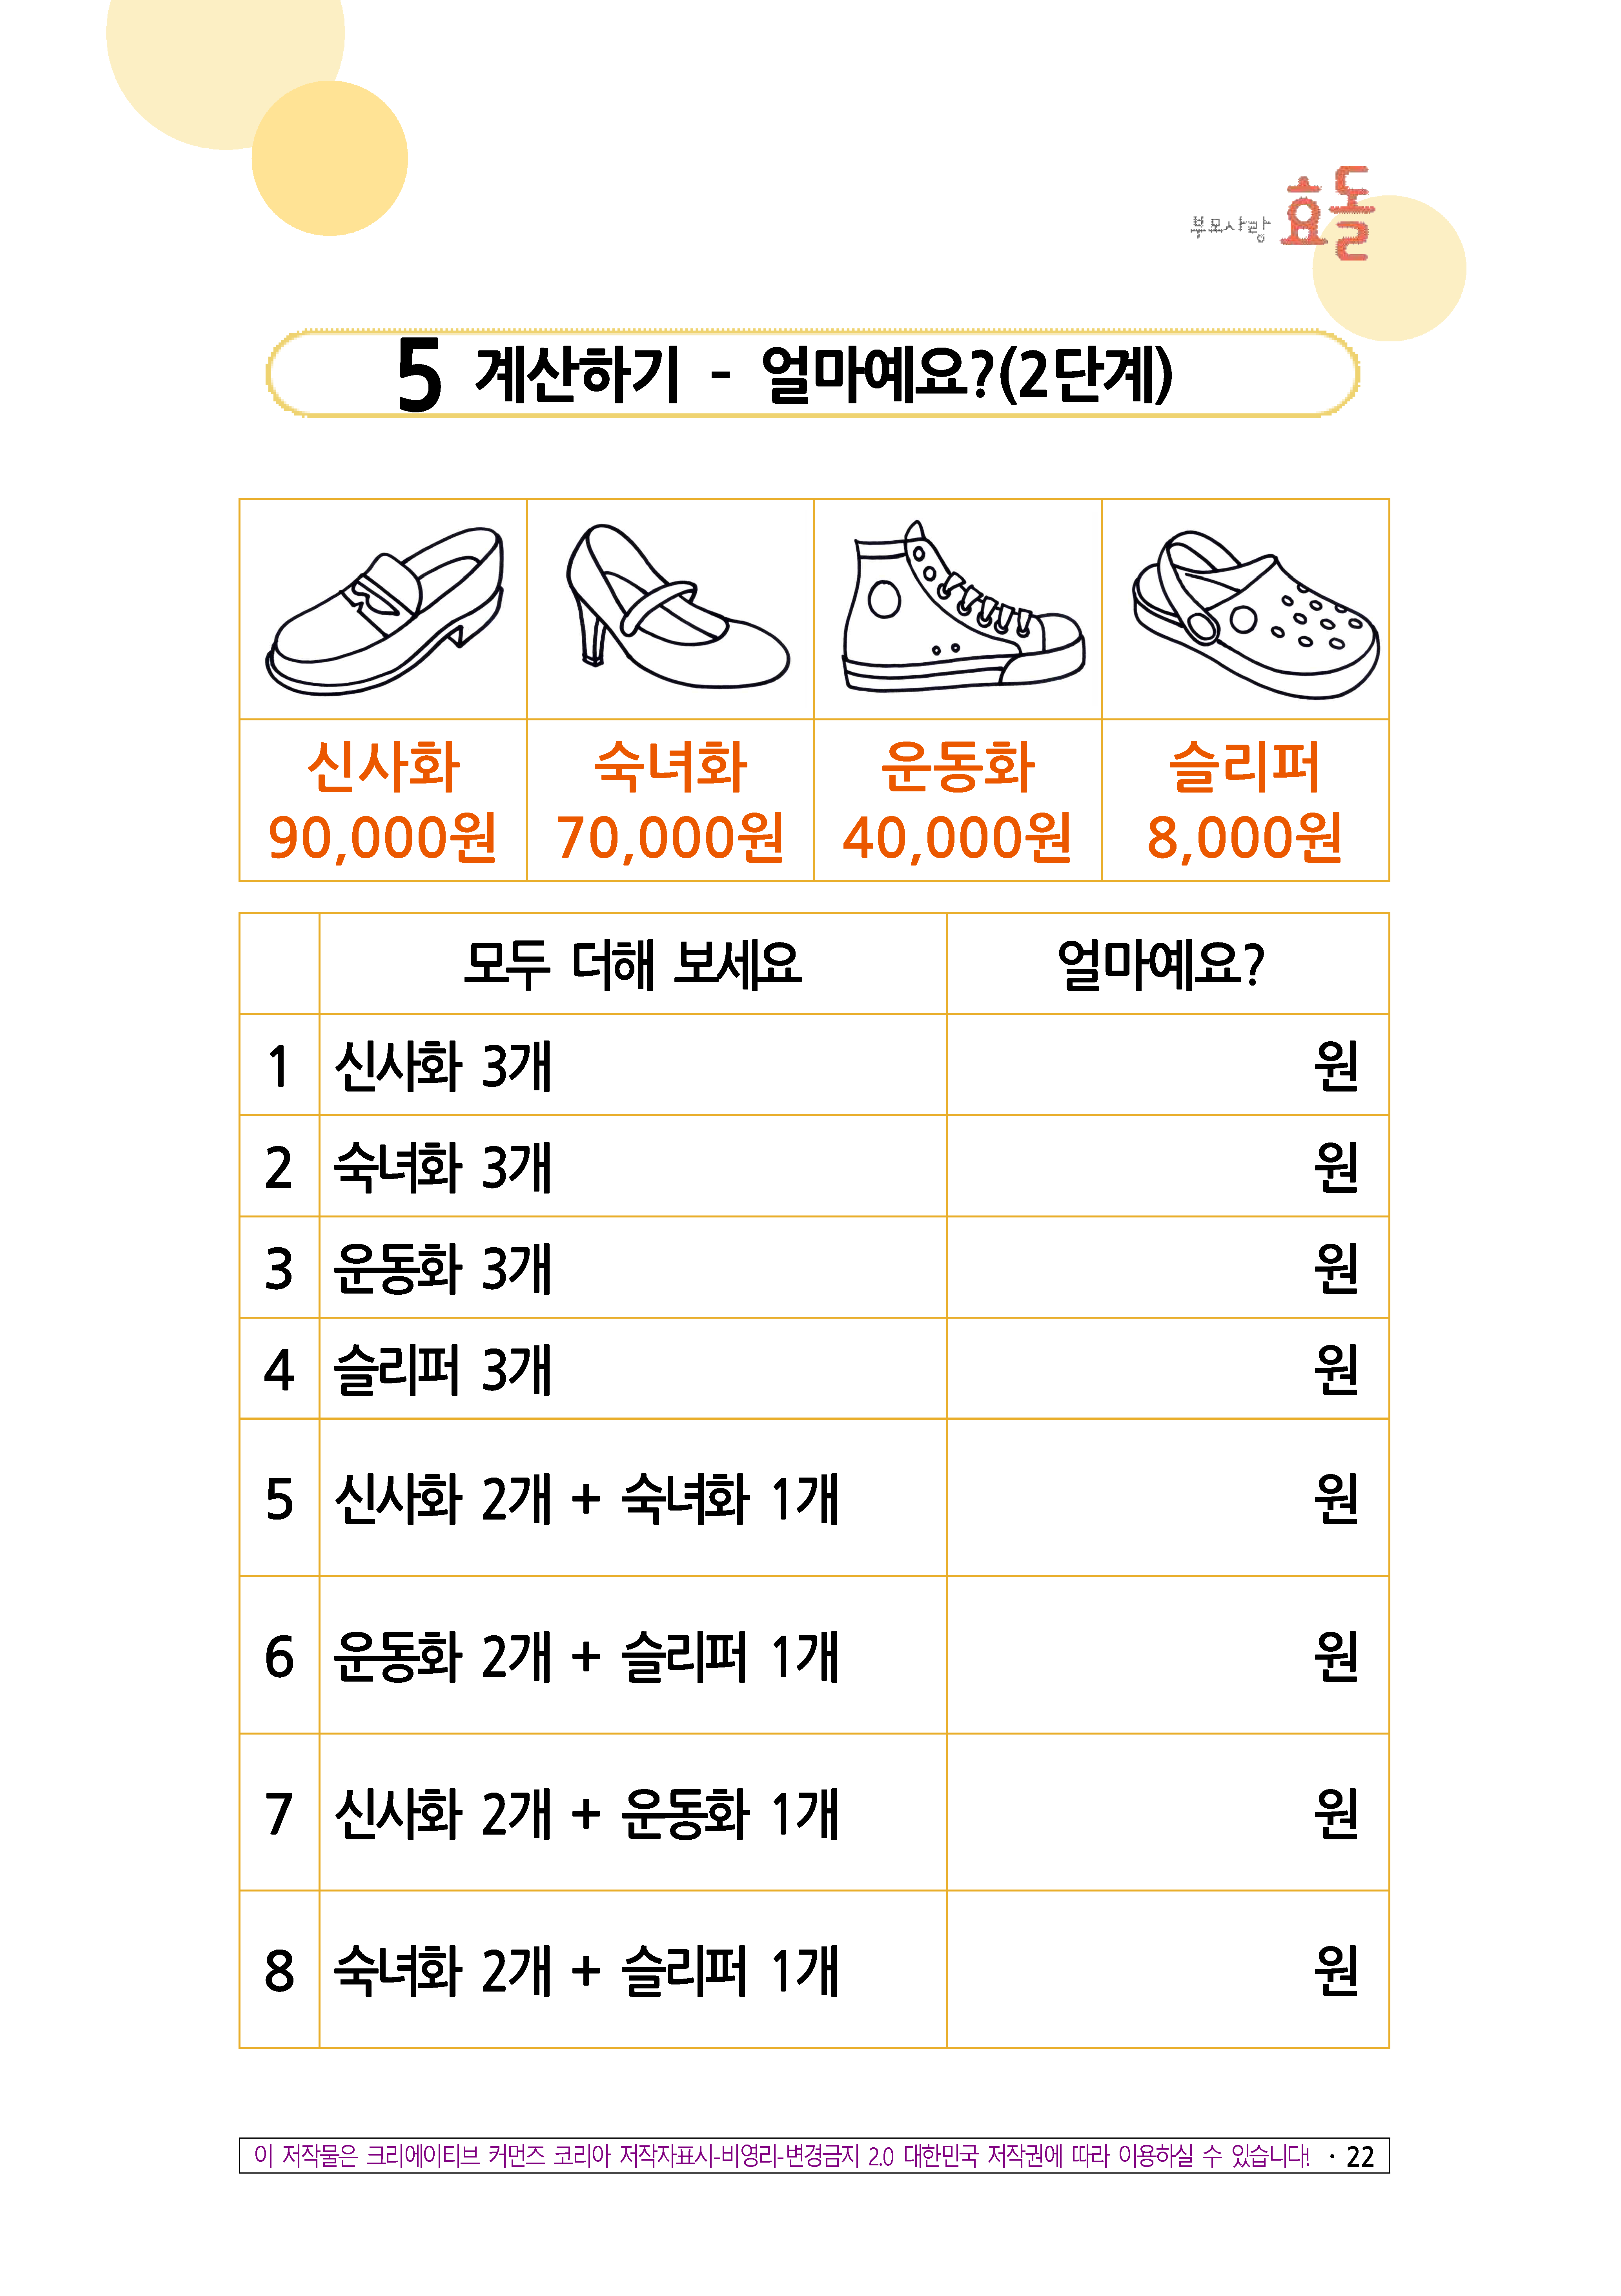 부모사랑 효돌
5 계산하기 - 얼마예요?(2단계)
신사화 숙녀화 운동화 슬리퍼
90,000원 70,000원 40,000원 8,000원
모두 더해 보세요 얼마예요?
1 신사화 3개 원
2 숙녀화 3개 원
3 운동화 3개 원
4 슬리퍼 3개 원
5 신사화 2개 + 숙녀화 1개 원
6 운동화 2개 + 슬리퍼 1개 원
7 신사화 2개 + 운동화 1개 원
8 숙녀화 2개 + 슬리퍼 1개 원
이 저작물은 크리에이티브 커먼즈 코리아 저작자표시-비영리-변경금지 2.0 대한민국 저작권에 따라 이용하실 수 있습니다! · 22